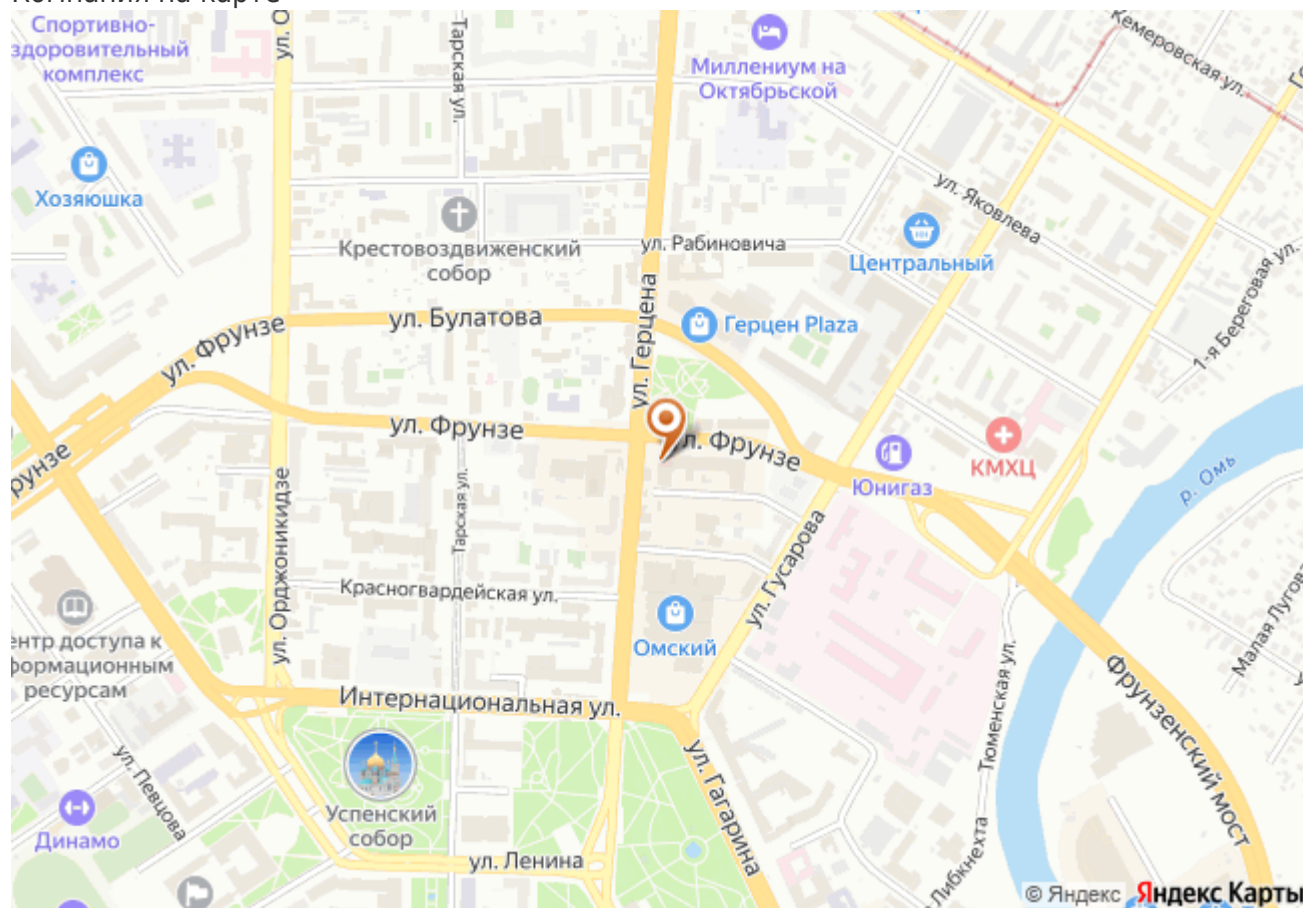 Компания на карте
Спортивно-
здоровительный
комплекс
ул. О
Тарская ул.
Миллениум на
Октябрьской
Кемеровская ул.
Хозяюшка
Крестовоздвиженский
собор
ул. Рабиновича
ул. Яковлева
Центральный
1-я Береговая ул.
ул. Фрунзе
ул. Булатова
ул. Герцена
Герцен Plaza
ул. Фрунзе
ул. Фрунзе
рунзе
КМХЦ
Юнигаз
р. Омь
ул. Орджоникидзе
Тарская ул.
Красногвардейская ул.
ул. Гусарова
Омский
ентр доступа к
формационным
ресурсам
Интернациональная ул.
Малая Лугова
Тюменская ул.
Фрунзенский мост
ул. Певцова
Динамо
Успенский
собор
ул. Гагарина
ул. Ленина
Либкнехта
© Яндекс Яндекс Карты